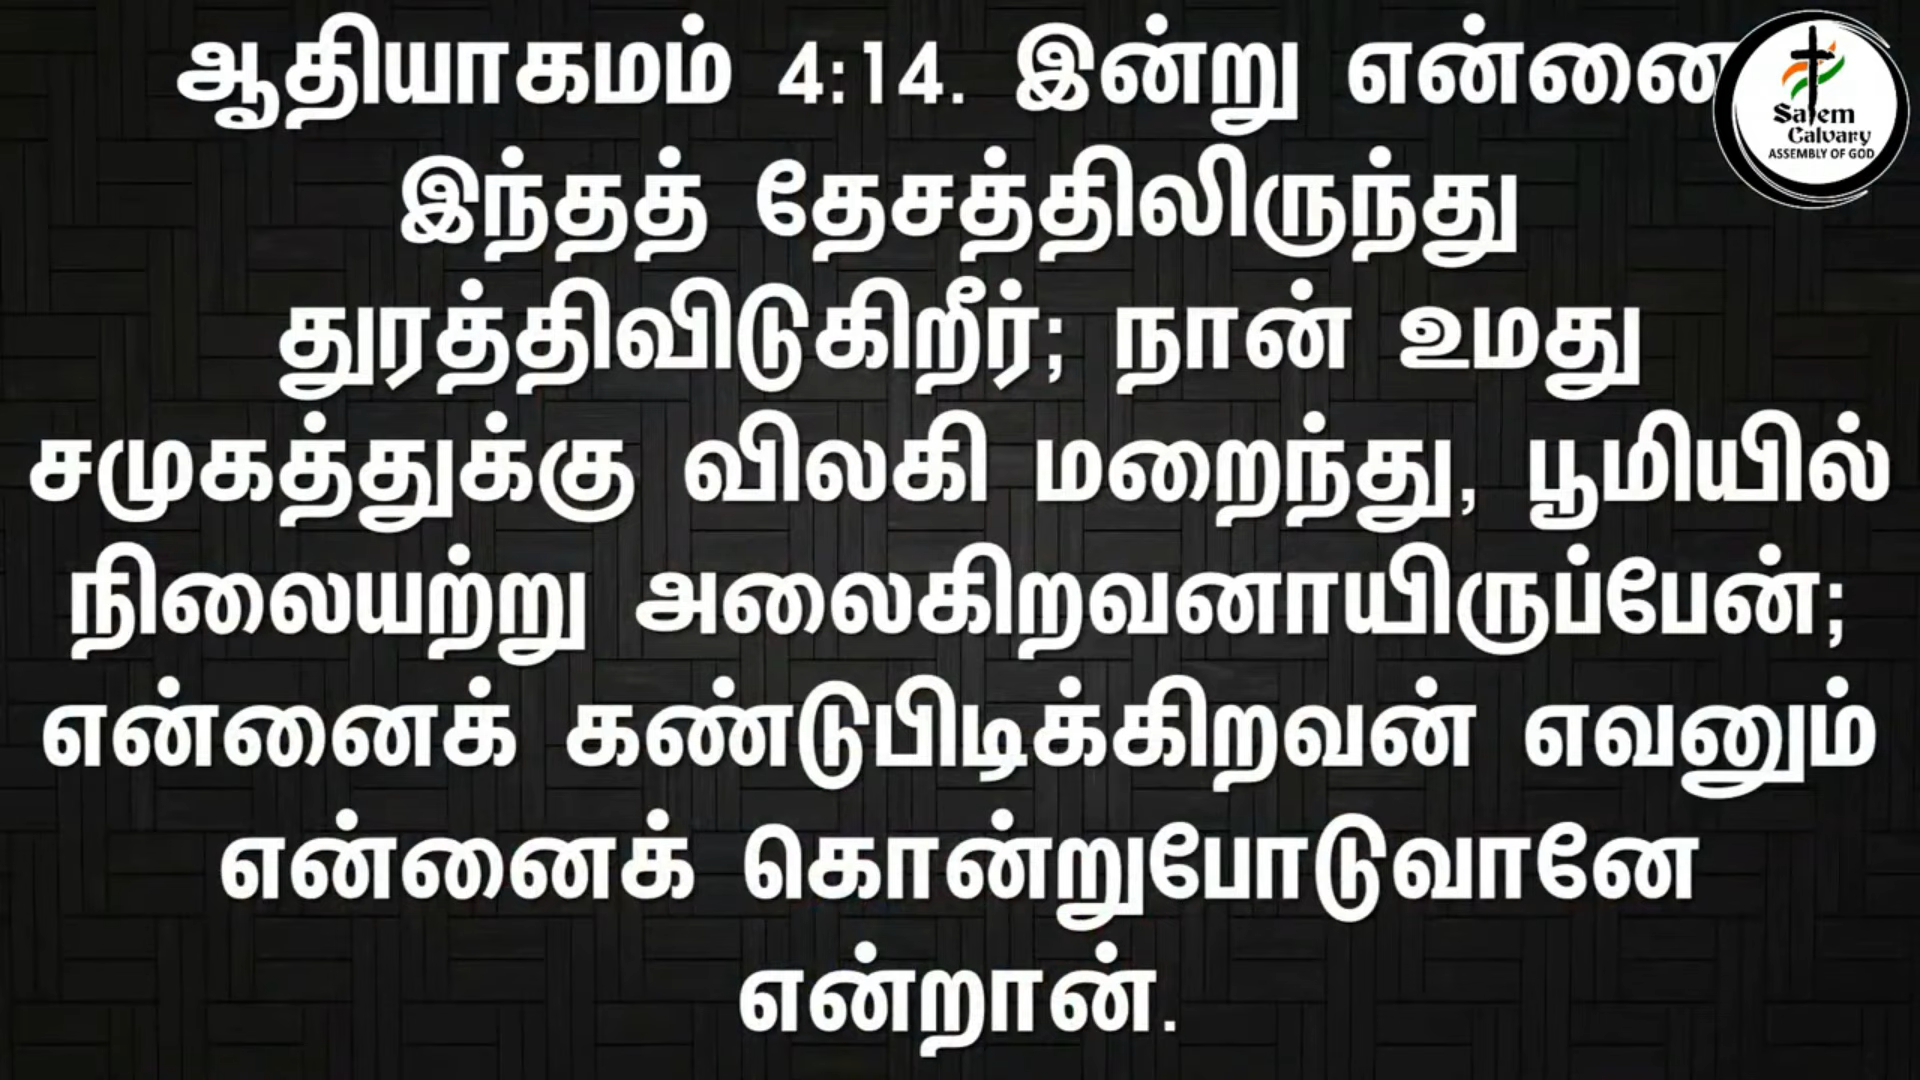 ஆதியாகமம் 4:14. இன்று என்னை
இந்தத் தேசத்திலிருந்து
துரத்திவிடுகிறீர்; நான் உமது
சமுகத்துக்கு விலகி மறைந்து, பூமியில்
நிலையற்று அலைகிறவனாயிருப்பேன்;
என்னைக் கண்டுபிடிக்கிறவன் எவனும்
என்னைக் கொன்றுபோடுவானே
என்றான்.
Salem
Calvary
ASSEMBLY OF GOD